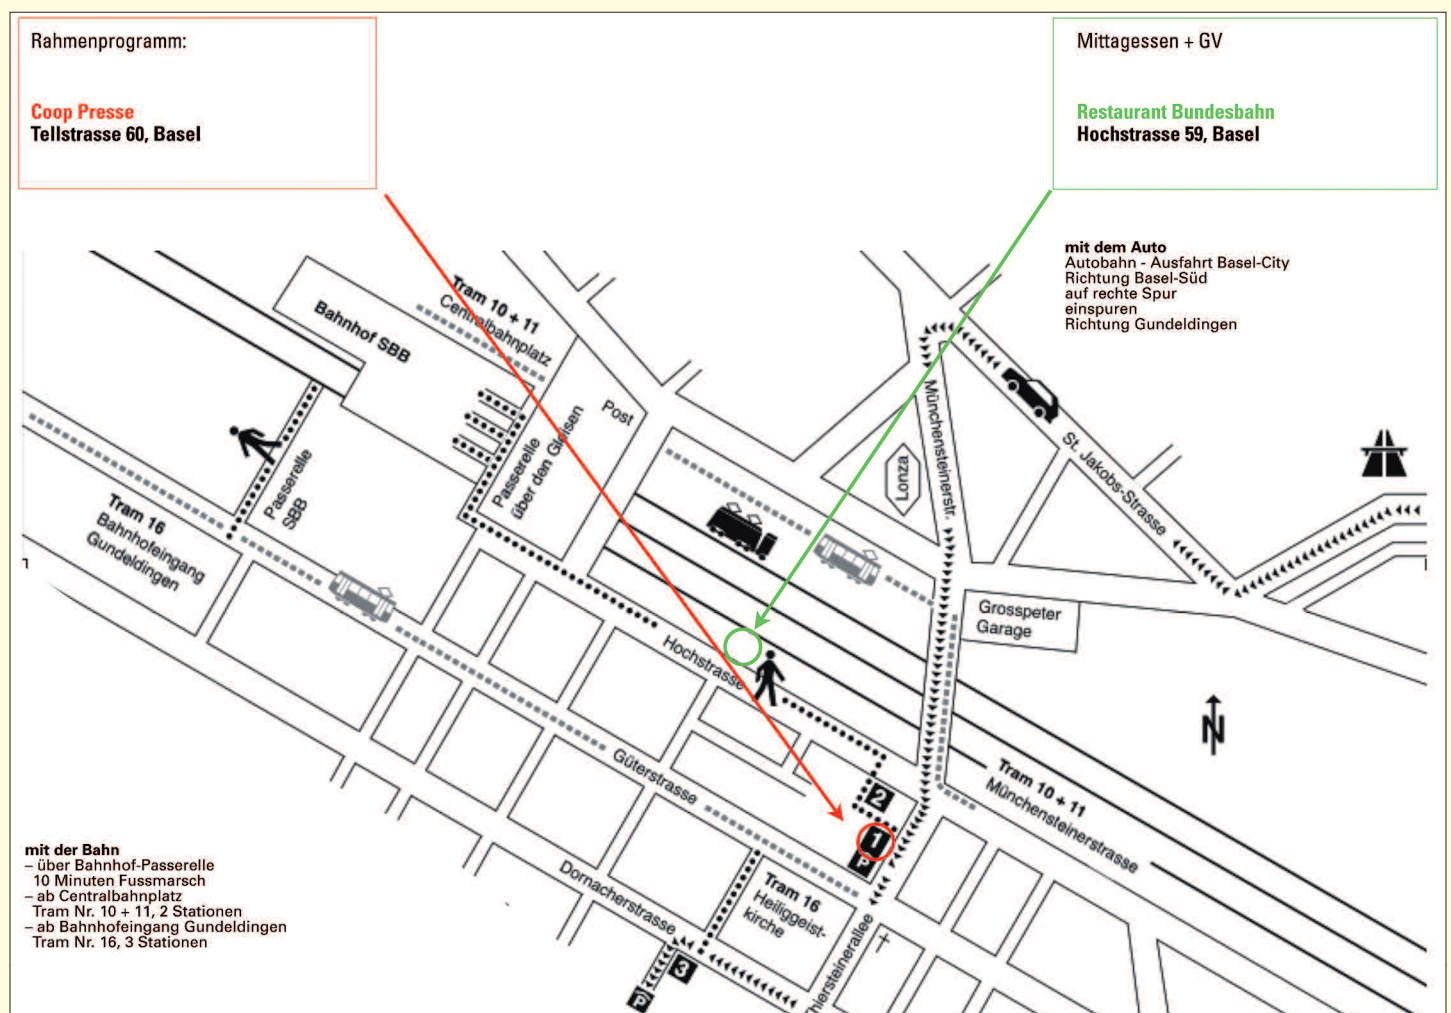 Rahmenprogramm:
Coop Presse
Tellstrasse 60, Basel
Mittagessen + GV
Restaurant Bundesbahn
Hochstrasse 59, Basel
mit dem Auto
Autobahn - Ausfahrt Basel-City
Richtung Basel-Süd
auf rechte Spur
einspuren
Richtung Gundeldingen
Tram 10 + 11
Centralbahnplatz
Bahnhof SBB
Post
Passerelle
über den Gleisen
Passerelle
SBB
Tram 16
Bahnhofeingang
Gundeldingen
Münchensteinerstr.
Lonza
St. Jakobs-Strasse
Grosspeter
Garage
Hochstrasse
N
Güterstrasse
Tram 10 + 11
Münchensteinerstrasse
2
1
P
Dornacherstrasse
Tram 16
Heiliggeist-
kirche
3
P
mit der Bahn
– über Bahnhof-Passerelle
10 Minuten Fussmarsch
– ab Centralbahnplatz
Tram Nr. 10 + 11, 2 Stationen
– ab Bahnhofeingang Gundeldingen
Tram Nr. 16, 3 Stationen